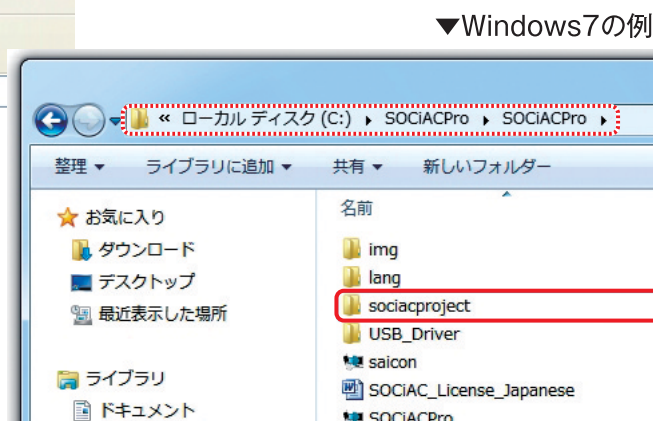 ▼Windows7の例
« ローカル ディスク (C:) ▸ SOCiACPro ▸ SOCiACPro ▸
整理 ▼ ライブラリに追加 ▼ 共有 ▼ 新しいフォルダー
お気に入り
ダウンロード
デスクトップ
最近表示した場所
ライブラリ
ドキュメント
名前
img
lang
sociacproject
USB_Driver
saicon
SOCiAC_License_Japanese
SOCiACPro